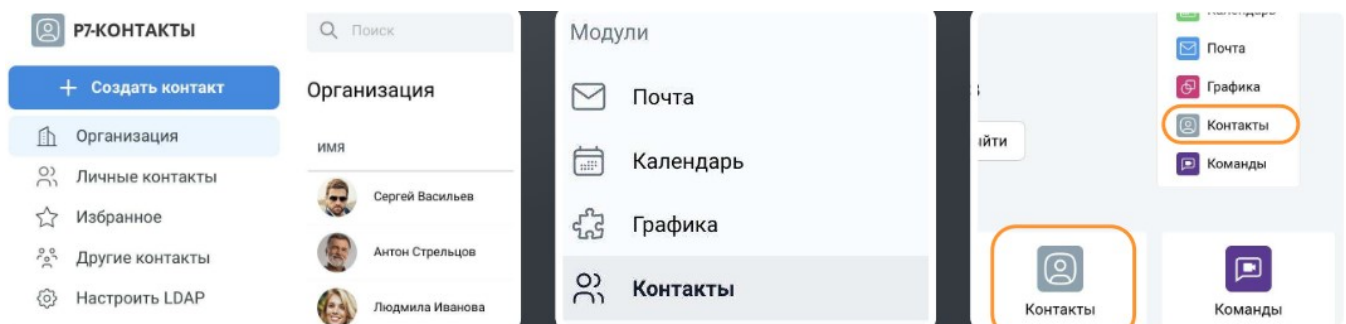 Р7-КОНТАКТЫ
Создать контакт
Организация
Личные контакты
Избранное
Другие контакты
Настроить LDAP
Поиск
Организация
ИМЯ
Сергей Васильев
Антон Стрельцов
Людмила Иванова
Модули
Почта
Календарь
Графика
Контакты
Почта
Графика
Контакты
Команды
йти
Контакты
Команды